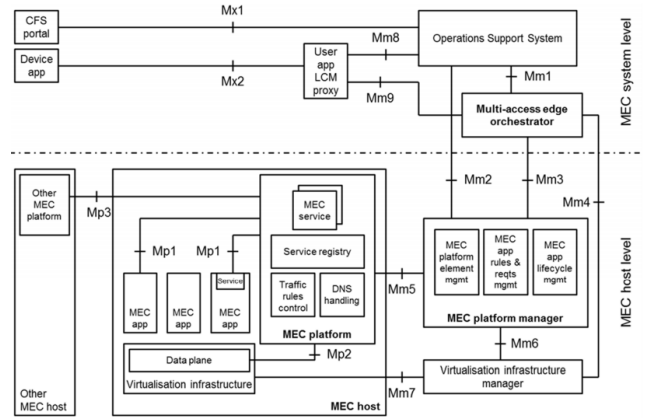 CFS
portal
Mx1
Operations Support System
Device
app
Mx2
User
app
LCM
proxy
Mm8
Mm9
Mm1
Multi-access edge
orchestrator
MEC system level
Other
MEC
platform
Mp3
MEC
service
Service registry
Traffic
rules
control
DNS
handling
MEC platform
Mp1
Mp1
MEC
app
MEC
app
Service
MEC
app
Mp2
Data plane
Virtualisation infrastructure
MEC host
Other
MEC host
Mm2
Mm3
Mm4
Mm5
MEC
platform
element
mgmt
MEC
app
rules &
reqts
mgmt
MEC
app
lifecycle
mgmt
MEC platform manager
Mm6
Mm7
Virtualisation infrastructure
manager
MEC host level